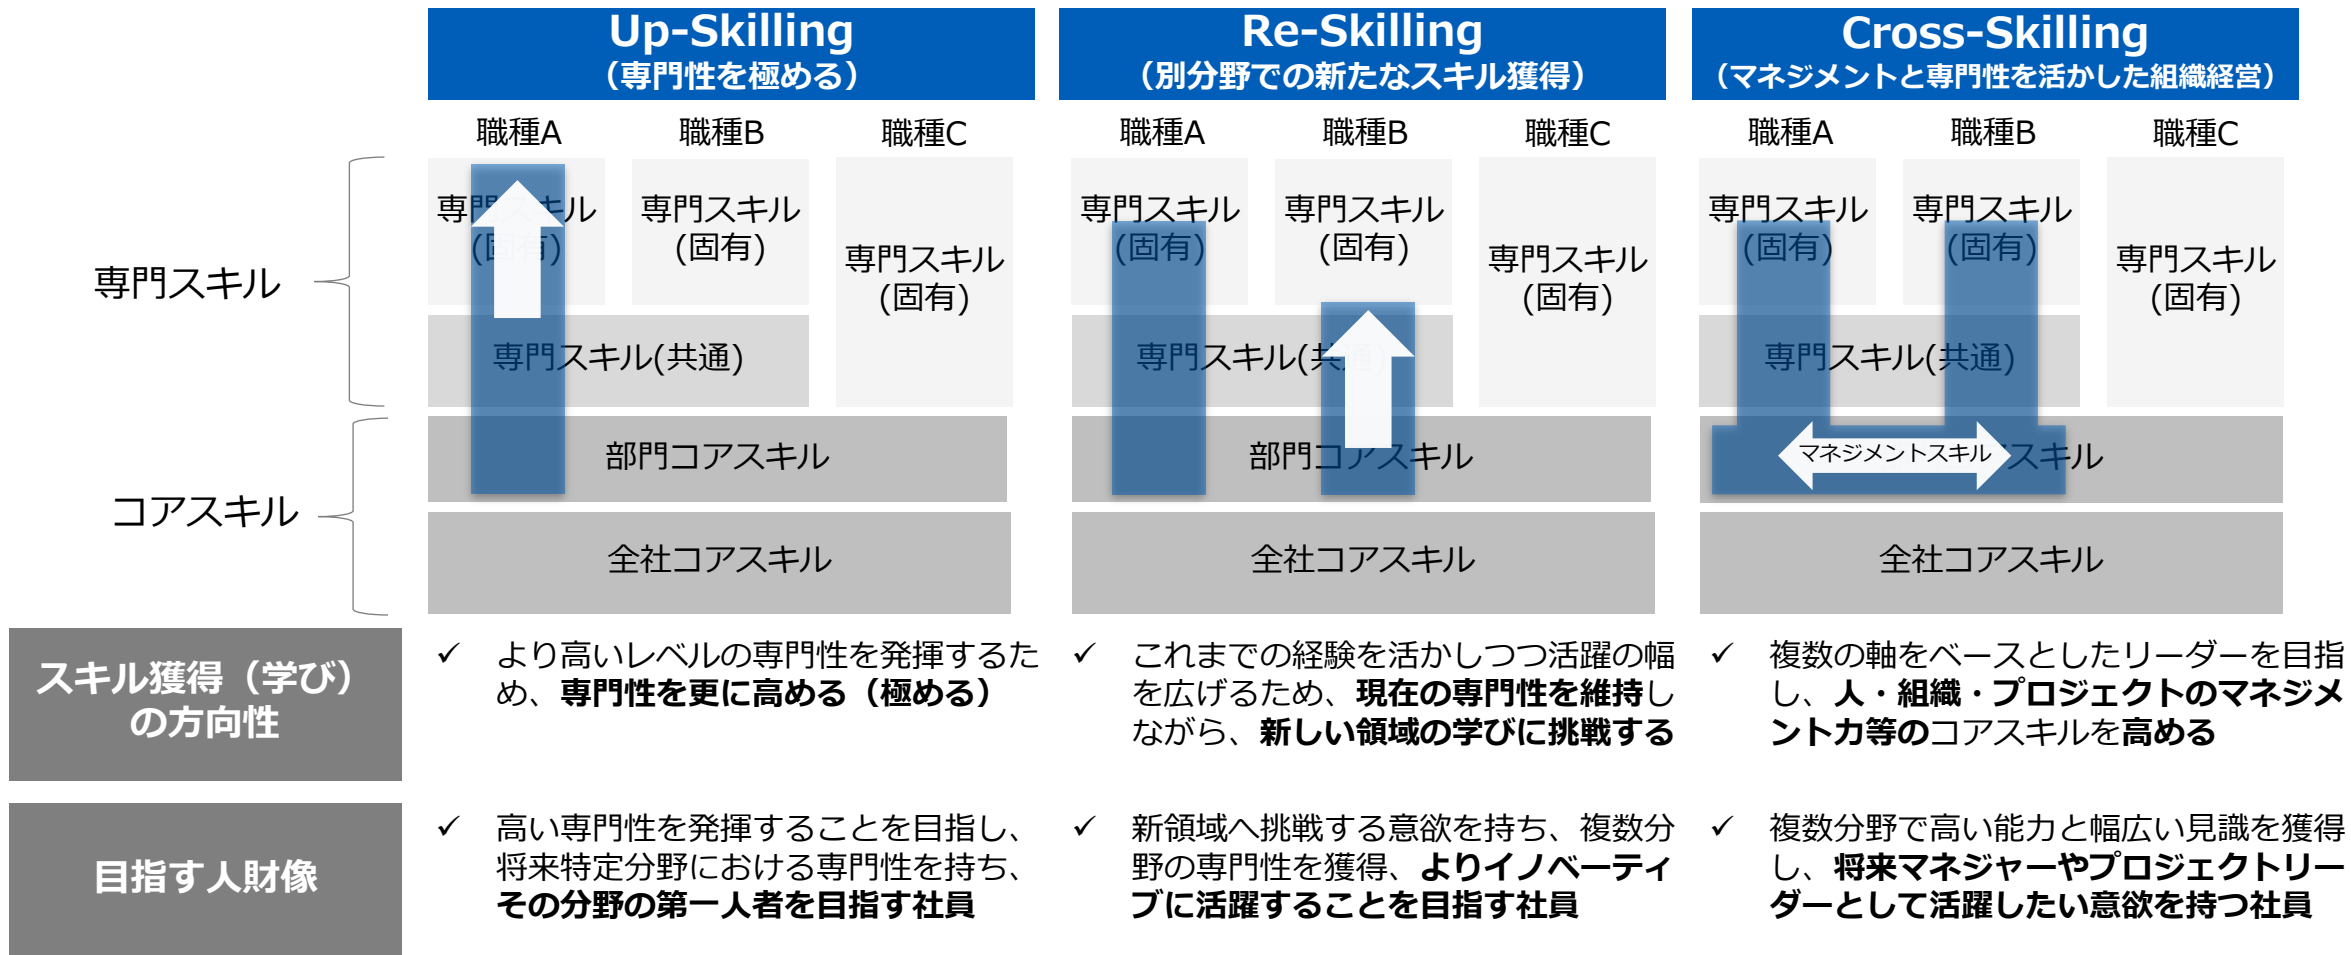 Up-Skilling
（専門性を極める）
Re-Skilling
（別分野での新たなスキル獲得）
Cross-Skilling
（マネジメントと専門性を活かした組織経営）
職種A
職種B
職種C
職種A
職種B
職種C
職種A
職種B
職種C
専門スキル
コアスキル
専門スキル
(固有)
専門スキル
(固有)
専門スキル
(固有)
専門スキル(共通)
部門コアスキル
全社コアスキル
専門スキル
(固有)
専門スキル
(固有)
専門スキル
(固有)
専門スキル(共通)
部門コアスキル
全社コアスキル
専門スキル
(固有)
専門スキル
(固有)
専門スキル
(固有)
専門スキル(共通)
マネジメントスキル
スキル
全社コアスキル
スキル獲得（学び）
の方向性
✓ より高いレベルの専門性を発揮するた
め、専門性を更に高める（極める）
✓ これまでの経験を活かしつつ活躍の幅
を広げるため、現在の専門性を維持し
ながら、新しい領域の学びに挑戦する
✓ 複数の軸をベースとしたリーダーを目指
し、人・組織・プロジェクトのマネジメ
ント力等のコアスキルを高める
目指す人財像
✓ 高い専門性を発揮することを目指し、
将来特定分野における専門性を持ち、
その分野の第一人者を目指す社員
✓ 新領域へ挑戦する意欲を持ち、複数分
野の専門性を獲得、よりイノベーティ
ブに活躍することを目指す社員
✓ 複数分野で高い能力と幅広い見識を獲得
し、将来マネジャーやプロジェクトリー
ダーとして活躍したい意欲を持つ社員